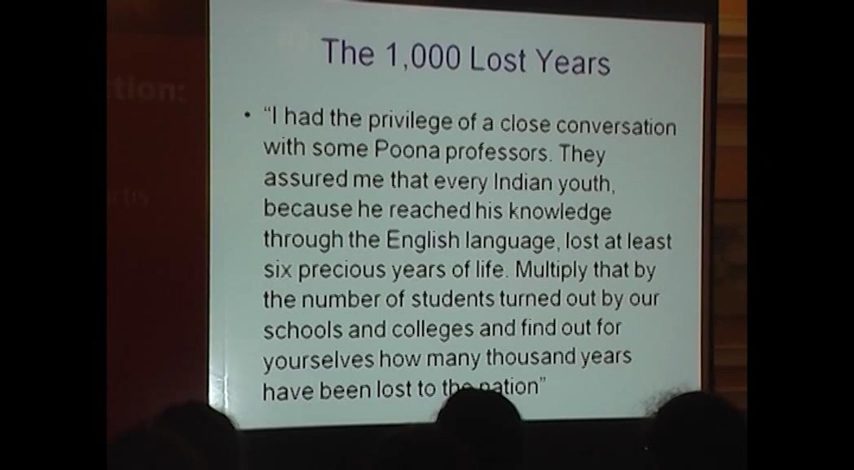 The 1,000 Lost Years
tion:
• “I had the privilege of a close conversation
with some Poona professors. They
assured me that every Indian youth,
because he reached his knowledge
through the English language, lost at least
six precious years of life. Multiply that by
the number of students turned out by our
schools and colleges and find out for
yourselves how many thousand years
have been lost to the nation”